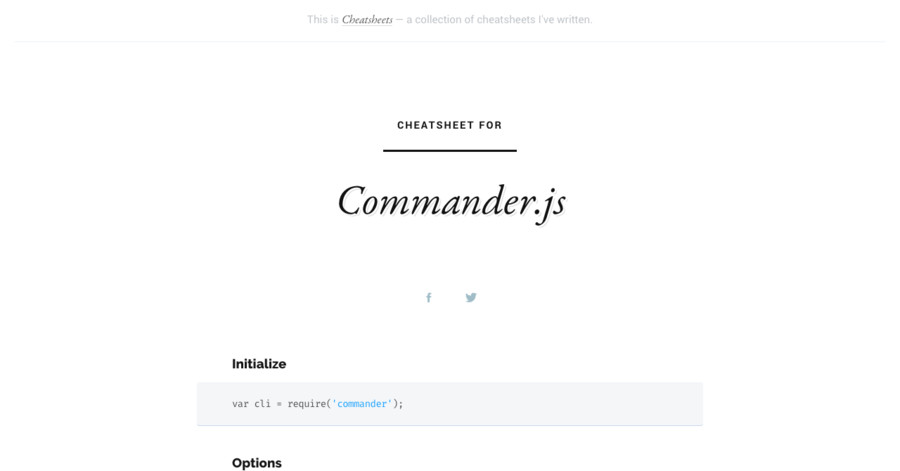 This is Cheatsheets — a collection of cheatsheets I've written.
CHEATSHEET FOR
Commander.js
Initialize
var cli = require('commander');
Options